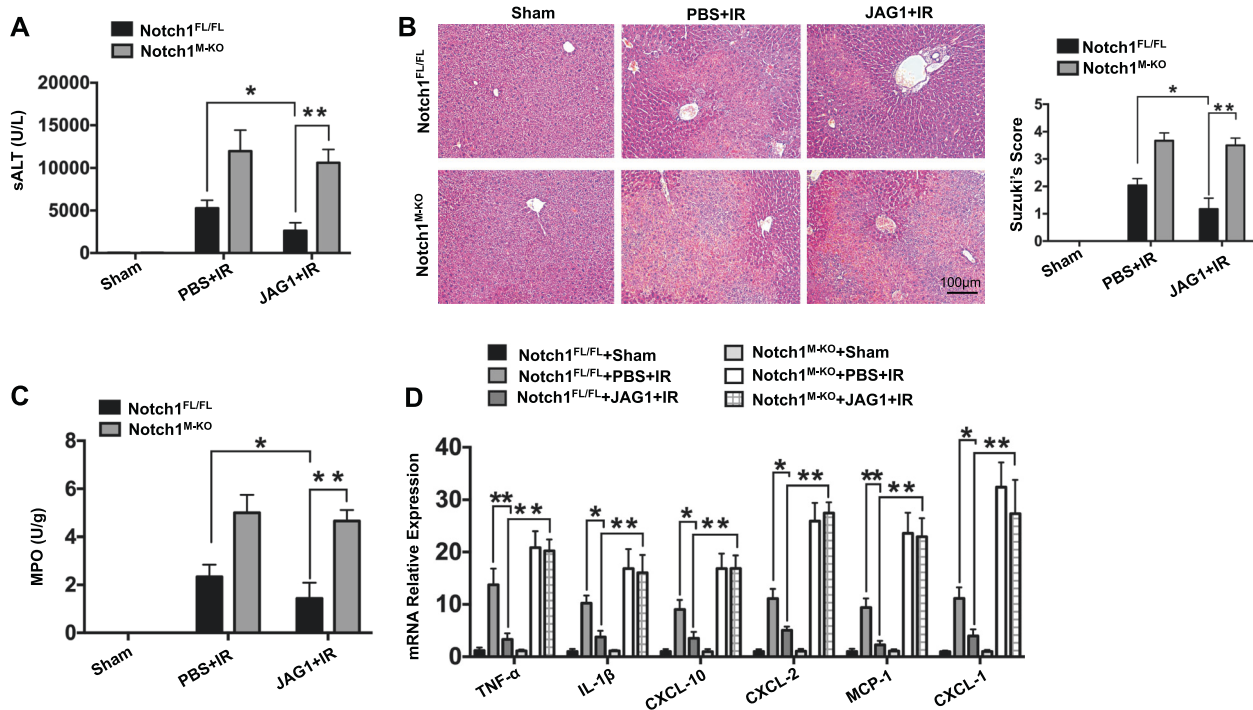 A
Notch1FL/FL
Notch1M-KO
sALT (U/L)
20000
15000
10000
5000
0
*
**
Sham
PBS+IR
JAG1+IR
B
Sham
PBS+IR
JAG1+IR
Notch1FL/FL
Notch1M-KO
100μm
Notch1FL/FL
Notch1M-KO
Suzuki's Score
5
4
3
2
1
0
*
**
Sham
PBS+IR
JAG1+IR
C
Notch1FL/FL
Notch1M-KO
MPO (U/g)
8
6
4
2
0
*
**
Sham
PBS+IR
JAG1+IR
D
Notch1FL/FL+Sham
Notch1FL/FL+PBS+IR
Notch1FL/FL+JAG1+IR
Notch1M-KO+Sham
Notch1M-KO+PBS+IR
Notch1M-KO+JAG1+IR
mRNA Relative Expression
40
30
20
10
0
** **
* **
* **
* **
** **
* **
TNF-α
IL-1β
CXCL-10
CXCL-2
MCP-1
CXCL-1